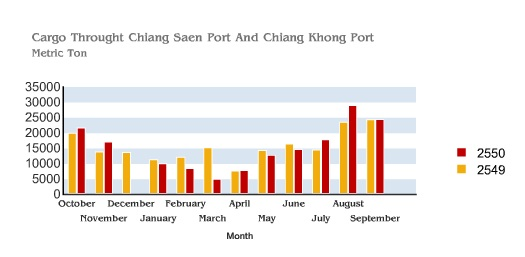 Cargo Throught Chiang Saen Port And Chiang Khong Port
Metric Ton
35000
30000
25000
20000
15000
10000
5000
0
October
December
February
April
June
August
November
January
March
May
July
September
Month
2550
2549